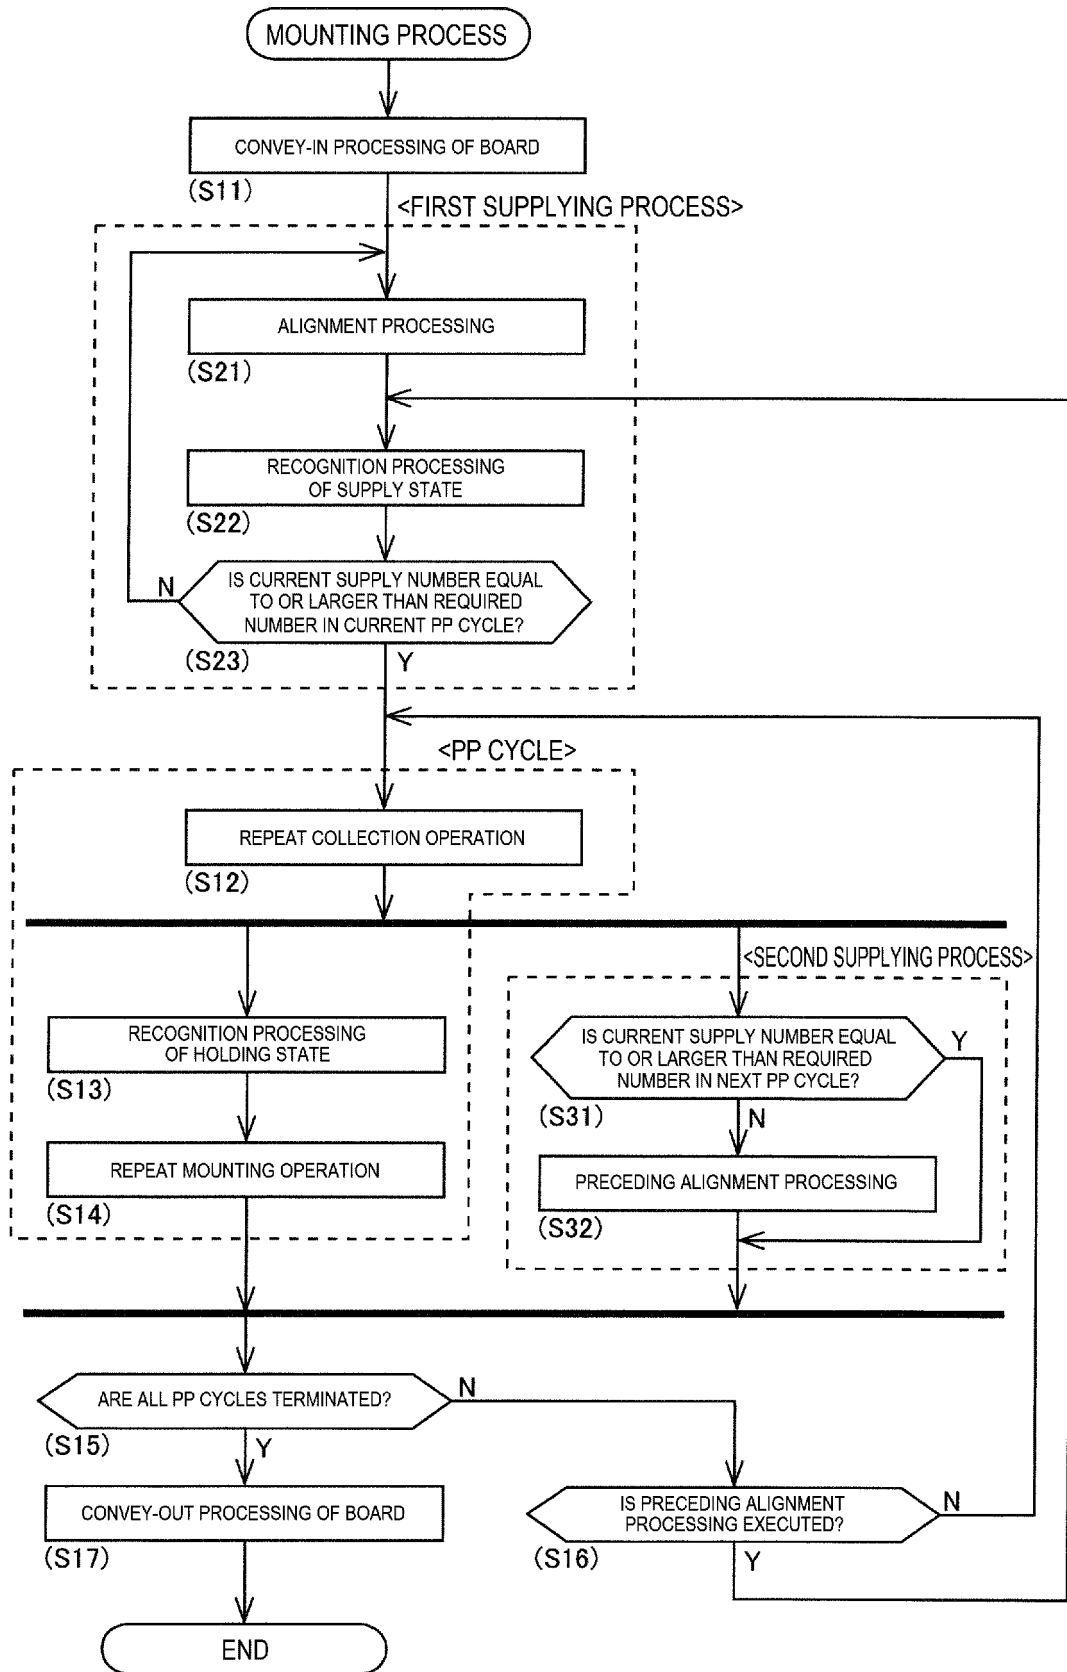 MOUNTING PROCESS
CONVEY-IN PROCESSING OF BOARD
(S11)
<FIRST SUPPLYING PROCESS>
ALIGNMENT PROCESSING
(S21)
RECOGNITION PROCESSING
OF SUPPLY STATE
(S22)
IS CURRENT SUPPLY NUMBER EQUAL
TO OR LARGER THAN REQUIRED
NUMBER IN CURRENT PP CYCLE?
N
(S23)
Y
<PP CYCLE>
REPEAT COLLECTION OPERATION
(S12)
RECOGNITION PROCESSING
OF HOLDING STATE
(S13)
REPEAT MOUNTING OPERATION
(S14)
<SECOND SUPPLYING PROCESS>
IS CURRENT SUPPLY NUMBER EQUAL
TO OR LARGER THAN REQUIRED
NUMBER IN NEXT PP CYCLE?
Y
(S31)
N
PRECEDING ALIGNMENT PROCESSING
(S32)
ARE ALL PP CYCLES TERMINATED?
N
(S15)
Y
CONVEY-OUT PROCESSING OF BOARD
(S17)
IS PRECEDING ALIGNMENT
PROCESSING EXECUTED?
N
(S16)
Y
END